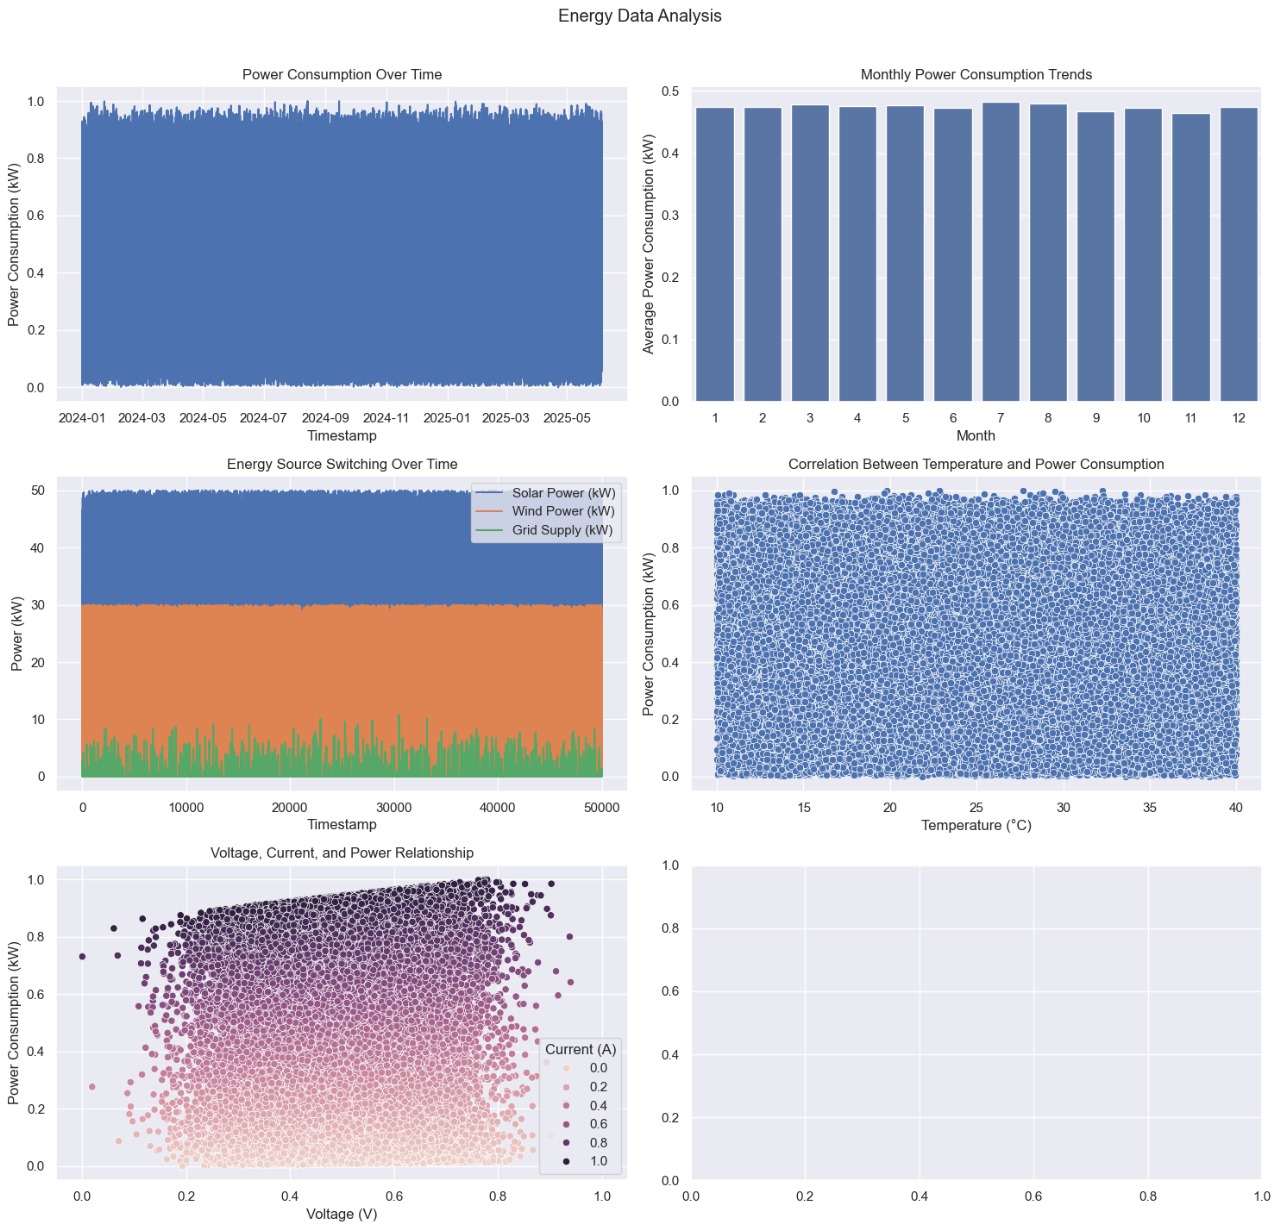 Energy Data Analysis
Power Consumption Over Time
Power Consumption (kW)
1.0
0.8
0.6
0.4
0.2
0.0
2024-01 2024-03 2024-05 2024-07 2024-09 2024-11 2025-01 2025-03 2025-05
Timestamp
Monthly Power Consumption Trends
Average Power Consumption (kW)
0.5
0.4
0.3
0.2
0.1
0.0
1 2 3 4 5 6 7 8 9 10 11 12
Month
Energy Source Switching Over Time
Power (kW)
50
40
30
20
10
0
Solar Power (kW)
Wind Power (kW)
Grid Supply (kW)
0 10000 20000 30000 40000 50000
Timestamp
Correlation Between Temperature and Power Consumption
Power Consumption (kW)
1.0
0.8
0.6
0.4
0.2
0.0
10 15 20 25 30 35 40
Temperature (°C)
Voltage, Current, and Power Relationship
Power Consumption (kW)
1.0
0.8
0.6
0.4
0.2
0.0
Current (A)
0.0
0.2
0.4
0.6
0.8
1.0
0.0 0.2 0.4 0.6 0.8 1.0
Voltage (V)
1.0
0.8
0.6
0.4
0.2
0.0
0.0 0.2 0.4 0.6 0.8 1.0